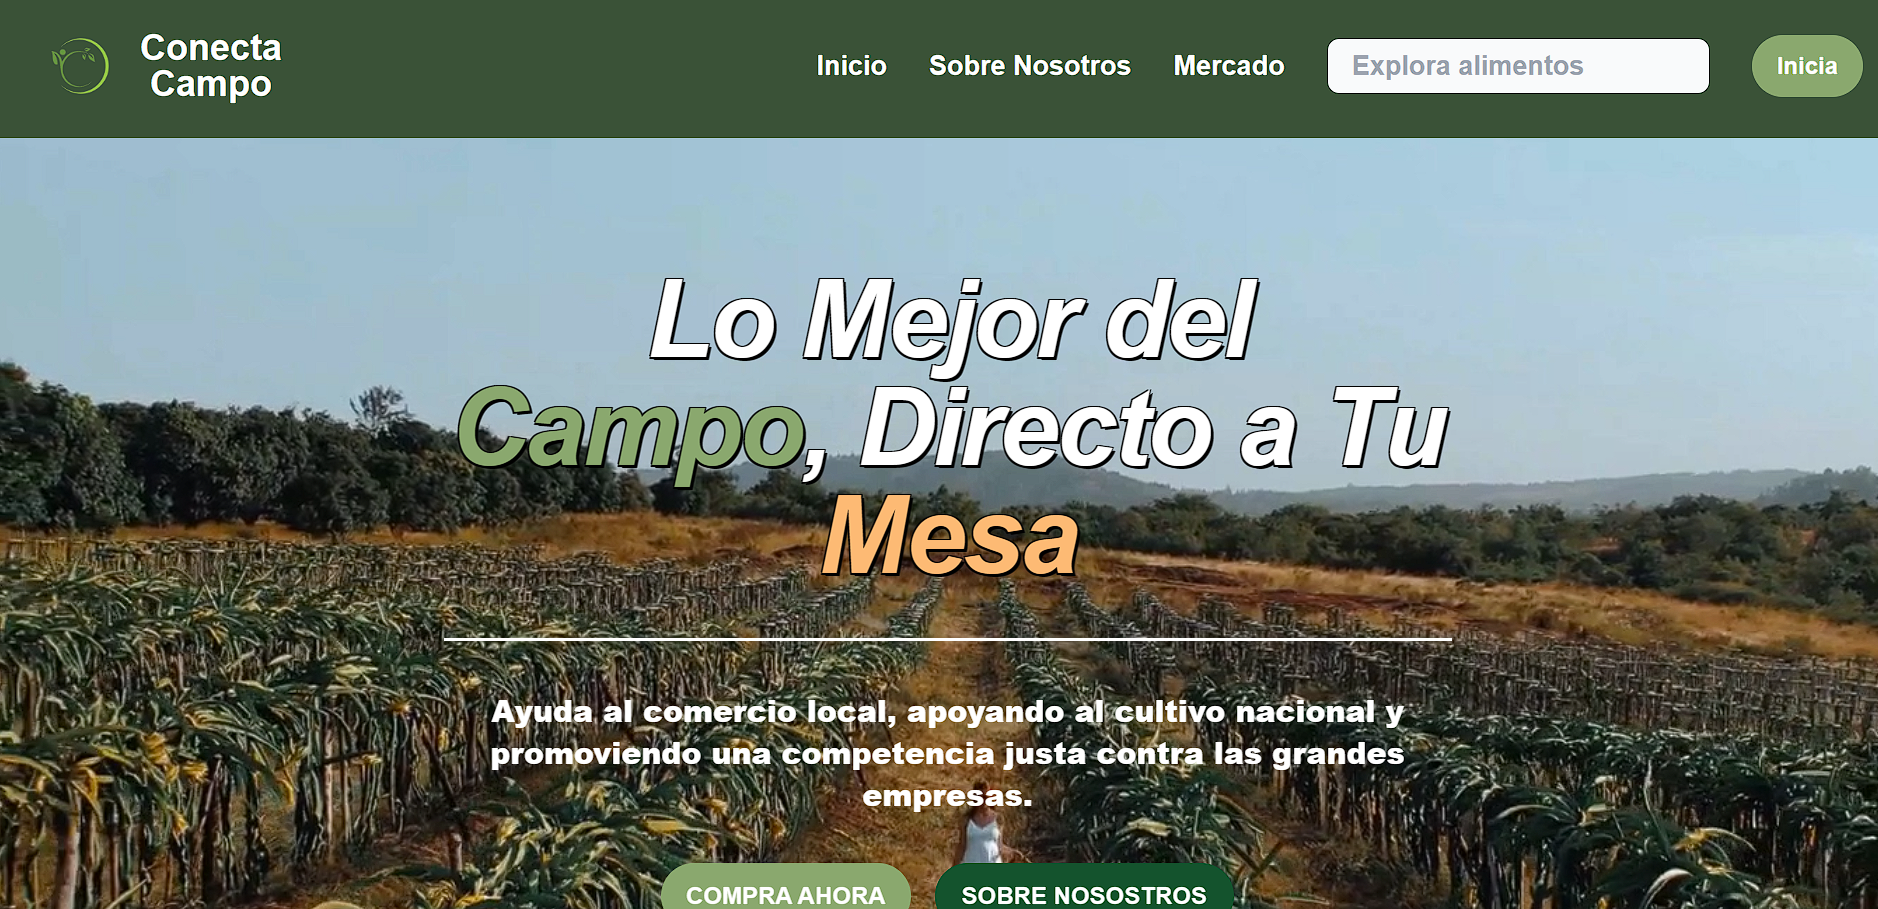 Conecta
Campo
Inicio
Sobre Nosotros
Mercado
Explora alimentos
Inicia
Lo Mejor del
Campo, Directo a Tu
Mesa
Ayuda al comercio local, apoyando al cultivo nacional y
promoviendo una competencia justa contra las grandes
empresas.
COMPRA AHORA
SOBRE NOSOSTROS